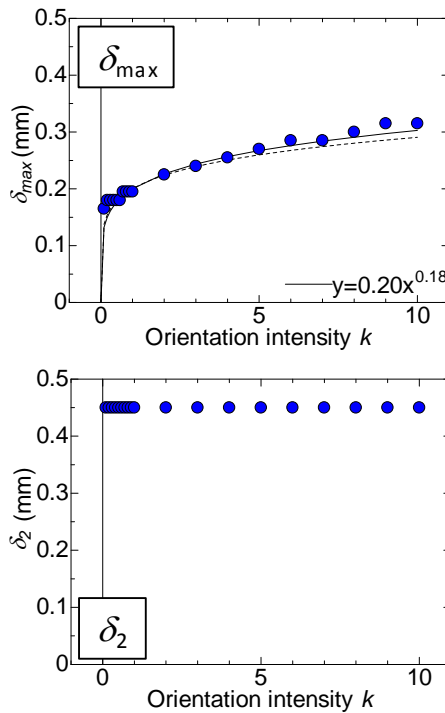 0.5
δmax
0.4
0.3
0.2
0.1
0
δmax (mm)
y=0.20x^0.18
0 5 10
Orientation intensity k
0.5
0.4
0.3
0.2
0.1
0
δ2 (mm)
δ2
0 5 10
Orientation intensity k